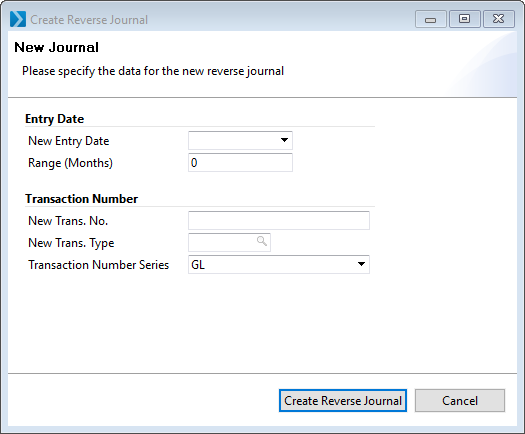 Create Reverse Journal
New Journal
Please specify the data for the new reverse journal
Entry Date
New Entry Date
Range (Months) 0
Transaction Number
New Trans. No.
New Trans. Type
Transaction Number Series GL
Create Reverse Journal Cancel